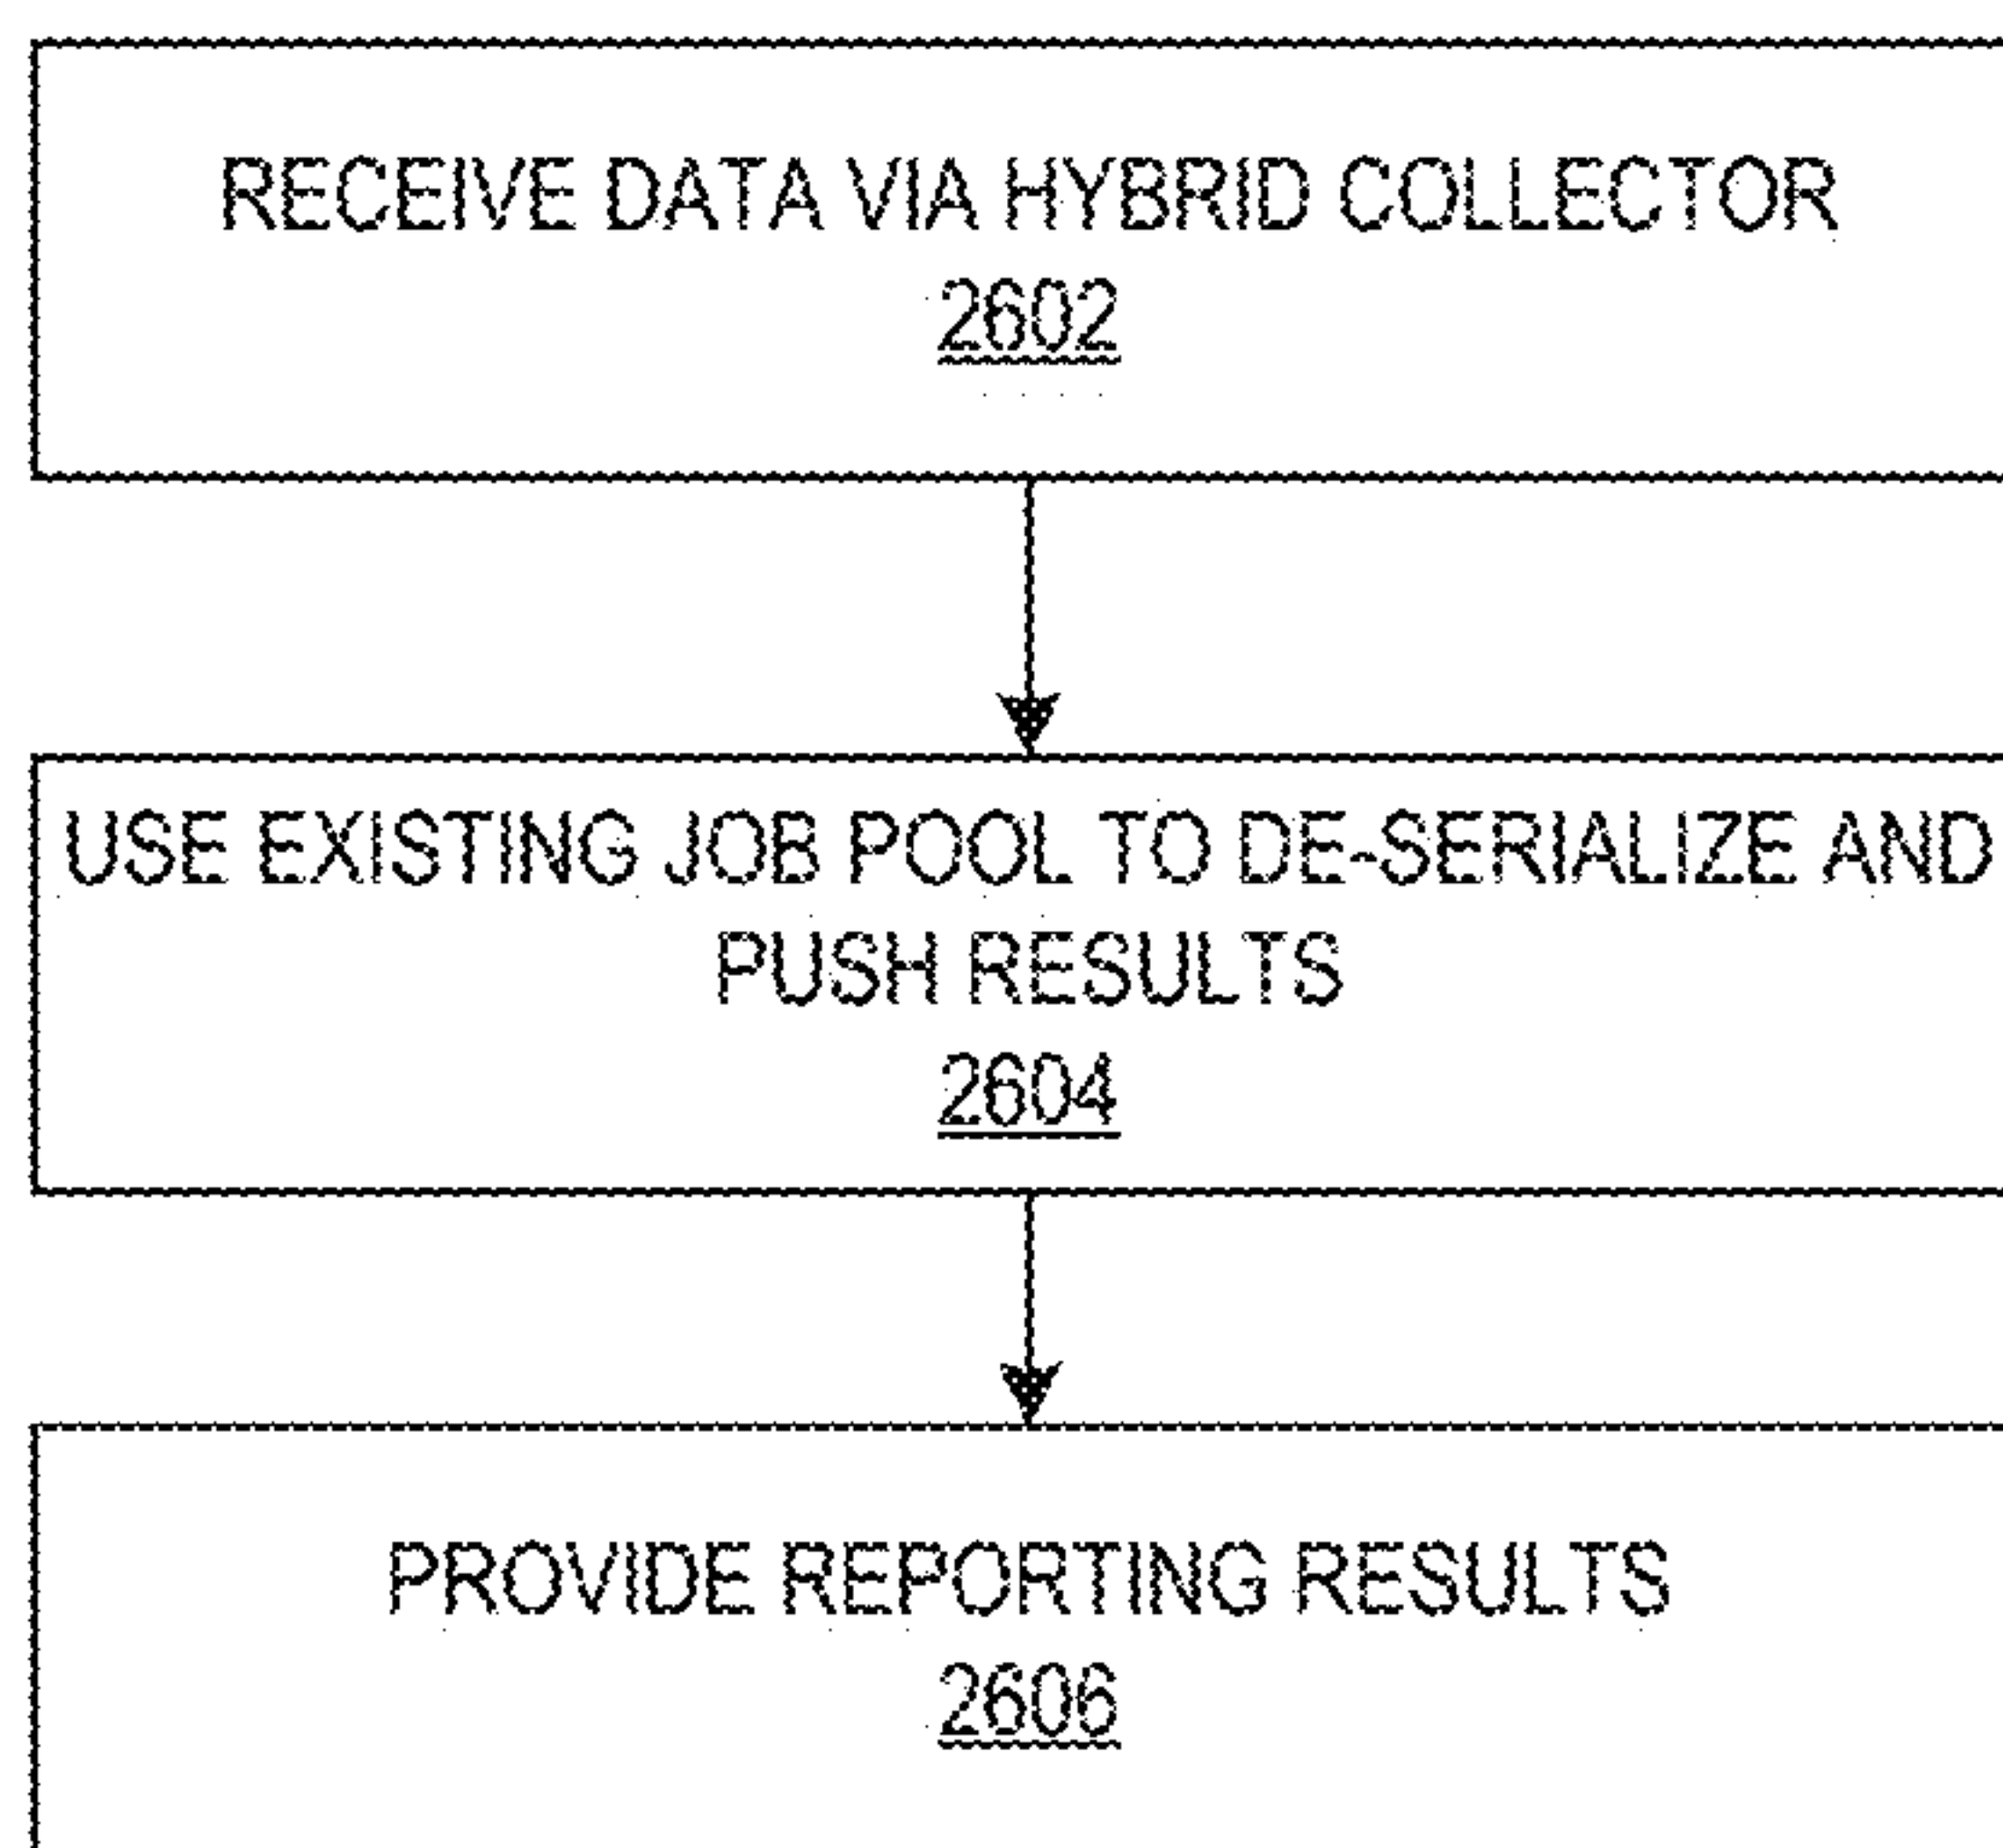 RECEIVE DATA VIA HYBRID COLLECTOR
2602
USE EXISTING JOB POOL TO DE-SERIALIZE AND
PUSH RESULTS
2604
PROVIDE REPORTING RESULTS
2606